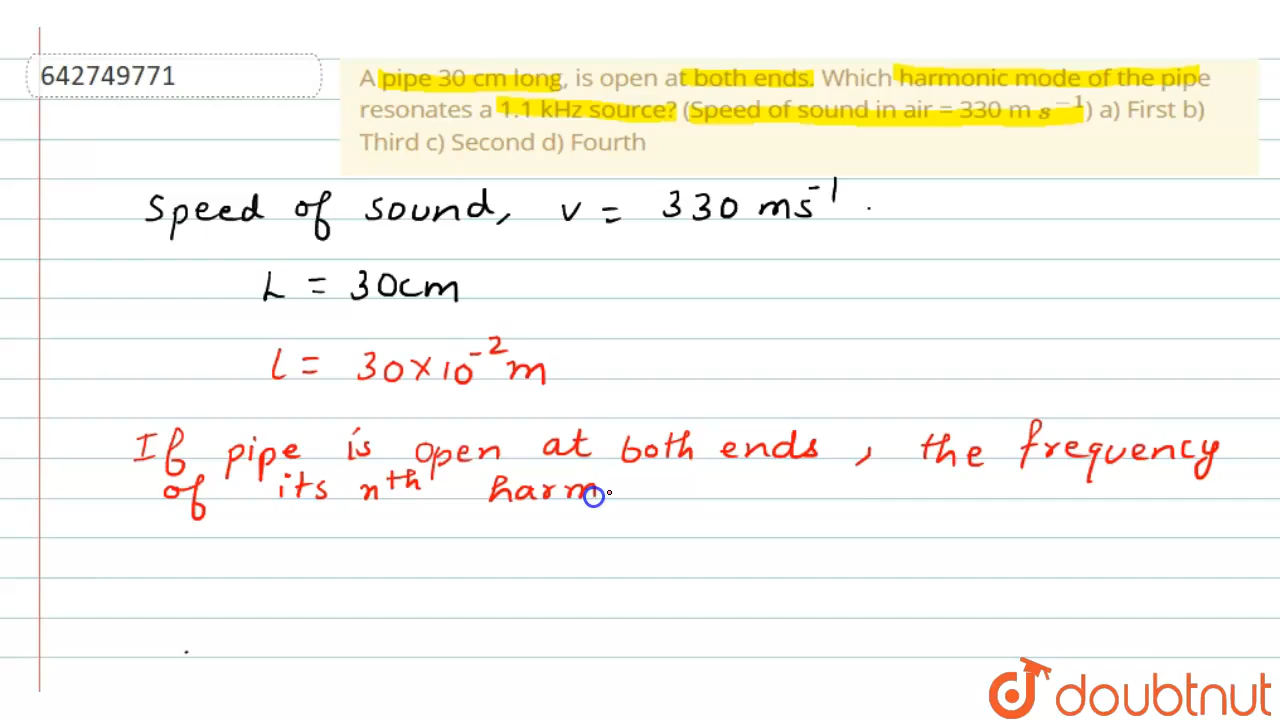 642749771
A pipe 30 cm long, is open at both ends. Which harmonic mode of the pipe
resonates a 1.1 kHz source? (Speed of sound in air = 330 m s⁻¹) a) First b)
Third c) Second d) Fourth
Speed of sound, v = 330 ms⁻¹.
L = 30cm
l = 30×10⁻² m
If pipe is open at both ends, the frequency
of its nth harm
doubtnut